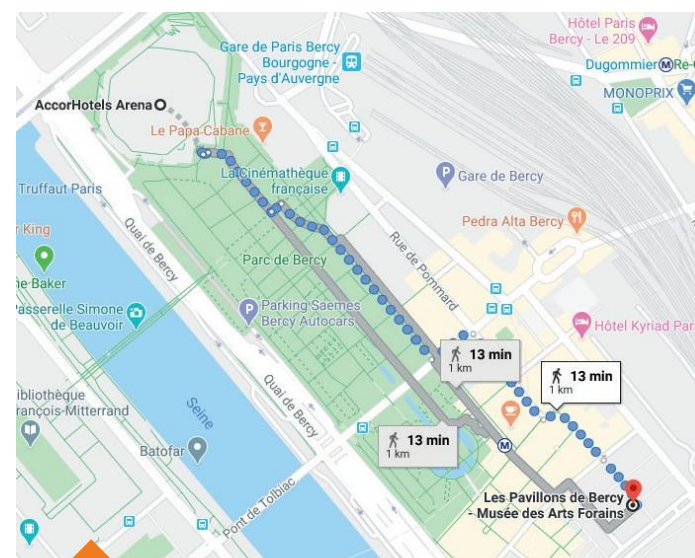 Hôtel Paris
Bercy - Le 209
Gare de Paris Bercy
Bourgogne -
Pays d'Auvergne
Dugommier
M
Re-
MONOPRIX
AccorHotels Arena
Le Papa Cabane
La Cinémathèque
française
P
Gare de Bercy
Truffaut Paris
Quai de Bercy
Pedra Alta Bercy
r King
Parc de Bercy
Rue de Pommard
ne Baker
Passerelle Simone
de Beauvoir
P
Parking Saemes
Bercy Autocars
Hôtel Kyriad Pari
13 min
1 km
13 min
1 km
Quai de Bercy
ibliothèque
rançois-Mitterrand
Seine
13 min
1 km
M
Batofar
Pont de Tolbiac
Les Pavillons de Bercy
- Musée des Arts Forains